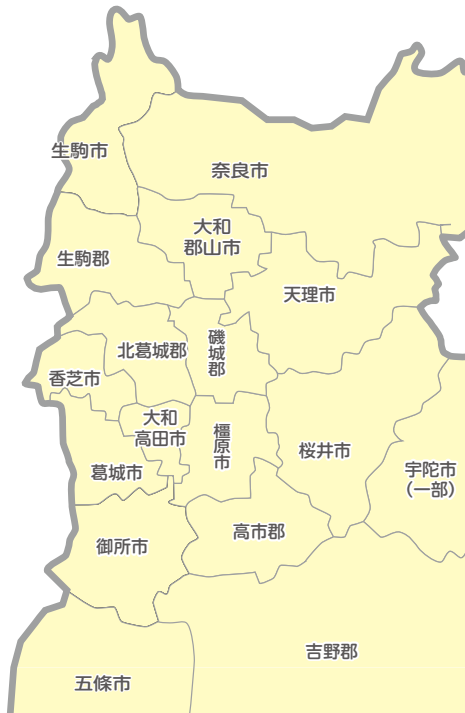 生駒市
奈良市
大和
郡山市
生駒郡
天理市
北葛城郡
磯城郡
香芝市
大和
高田市
橿原市
桜井市
葛城市
宇陀市
(一部)
御所市
高市郡
吉野郡
五條市